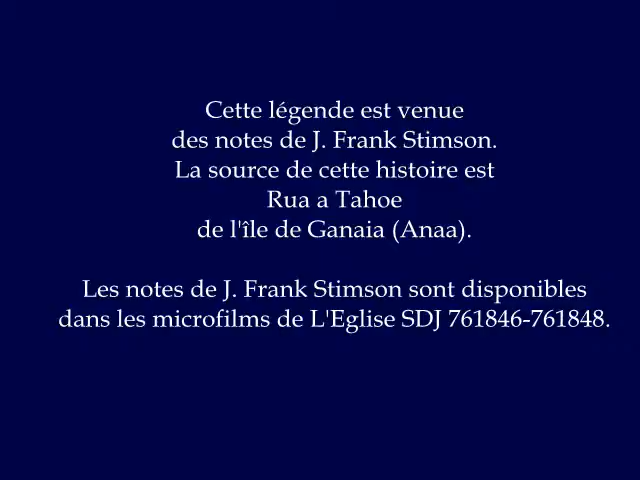 Cette légende est venue
des notes de J. Frank Stimson.
La source de cette histoire est
Rua a Tahoe
de l'île de Ganaia (Anaa).
Les notes de J. Frank Stimson sont disponibles
dans les microfilms de L'Eglise SDJ 761846-761848.